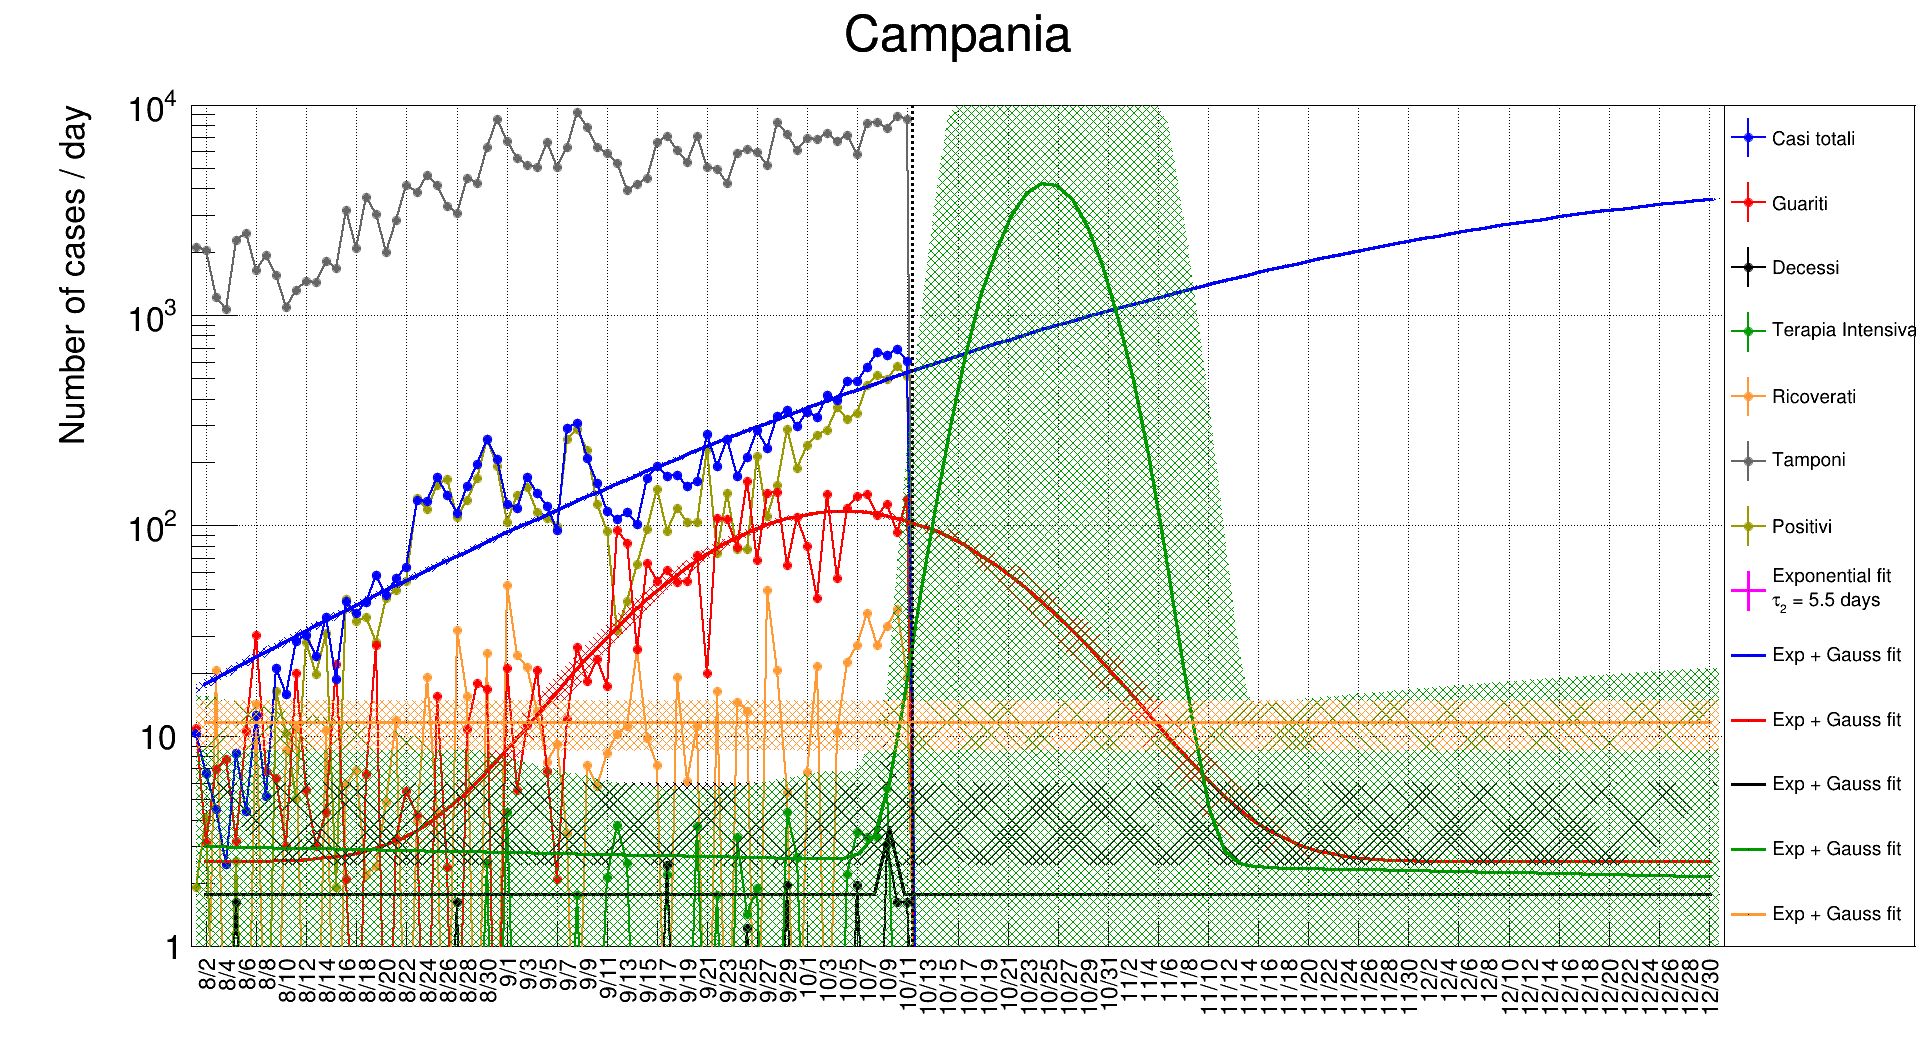 Campania
Number of cases / day
10^4
10^3
10^2
10
1
8/2 8/4 8/6 8/8 8/10 8/12 8/14 8/16 8/18 8/20 8/22 8/24 8/26 8/28 8/30 9/1 9/3 9/5 9/7 9/9 9/11 9/13 9/15 9/17 9/19 9/21 9/23 9/25 9/27 9/29 10/1 10/3 10/5 10/7 10/9 10/11 10/13 10/15 10/17 10/19 10/21 10/23 10/25 10/27 10/29 10/31 11/2 11/4 11/6 11/8 11/10 11/12 11/14 11/16 11/18 11/20 11/22 11/24 11/26 11/28 11/30 12/2 12/4 12/6 12/8 12/10 12/12 12/14 12/16 12/18 12/20 12/22 12/24 12/26 12/28 12/30
Casi totali
Guariti
Decessi
Terapia Intensiva
Ricoverati
Tamponi
Positivi
Exponential fit
τ2 = 5.5 days
Exp + Gauss fit
Exp + Gauss fit
Exp + Gauss fit
Exp + Gauss fit
Exp + Gauss fit